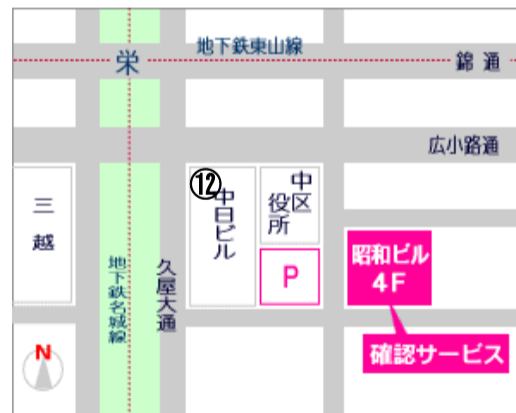 地下鉄東山線
栄
錦通
広小路通
三越
⑫
中日ビル
中区役所
P
昭和ビル
4F
確認サービス
地下鉄名城線
久屋大通
N